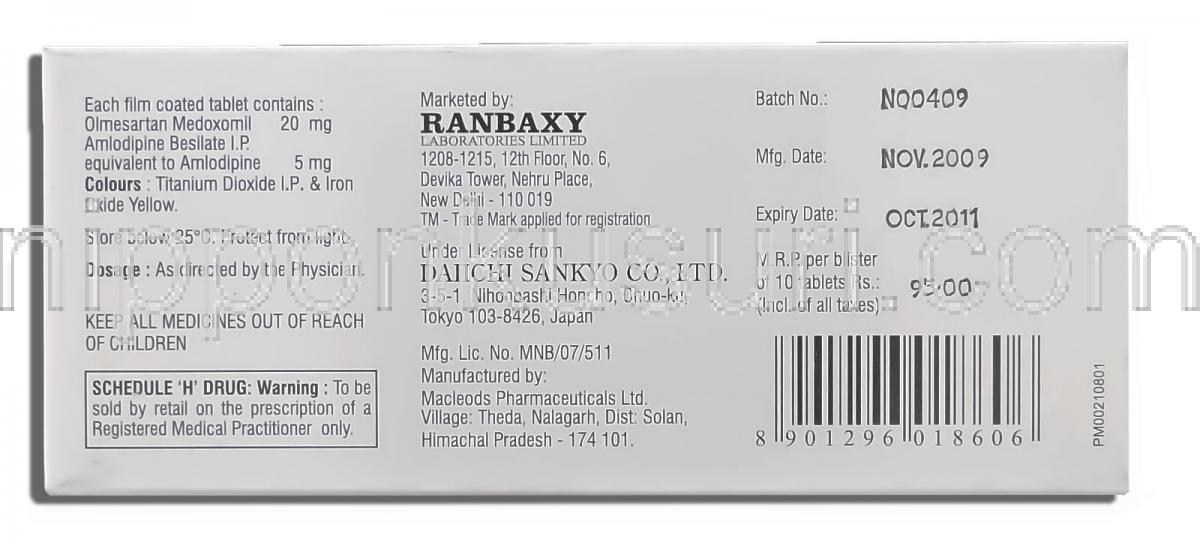 Each film coated tablet contains :
Olmesartan Medoxomil 20 mg
Amlodipine Besilate I.P.
equivalent to Amlodipine 5 mg
Colours : Titanium Dioxide I.P. & Iron
Oxide Yellow.
Store below 25°C. Protect from light.
Dosage : As directed by the Physician.
KEEP ALL MEDICINES OUT OF REACH
OF CHILDREN
SCHEDULE 'H' DRUG: Warning : To be
sold by retail on the prescription of a
Registered Medical Practitioner only.
Marketed by:
RANBAXY
LABORATORIES LIMITED
1208-1215, 12th Floor, No. 6,
Devika Tower, Nehru Place,
New Delhi - 110 019
TM - Trade Mark applied for registration
Under License from
DAIICHI SANKYO CO., LTD.
3-5-1, Nihonbashi Honcho, Chuo-ku,
Tokyo 103-8426, Japan
Mfg. Lic. No. MNB/07/511
Manufactured by:
Macleods Pharmaceuticals Ltd.
Village: Theda, Nalagarh, Dist: Solan,
Himachal Pradesh - 174 101.
Batch No.: NQ0409
Mfg. Date: NOV.2009
Expiry Date: OCT.2011
M.R.P. per blister
of 10 tablets Rs.: 95.00
(Incl. of all taxes)
8 901296 018606
PM00210801
nipponkusuri.com